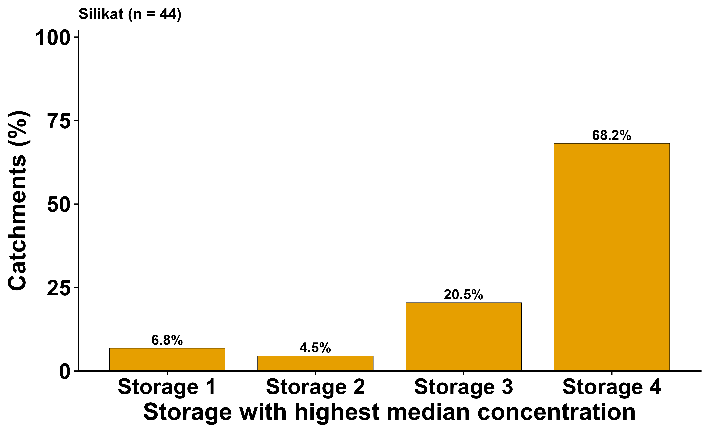 Silikat (n = 44)
100
75
50
25
0
Catchments (%)
6.8%
4.5%
20.5%
68.2%
Storage 1 Storage 2 Storage 3 Storage 4
Storage with highest median concentration